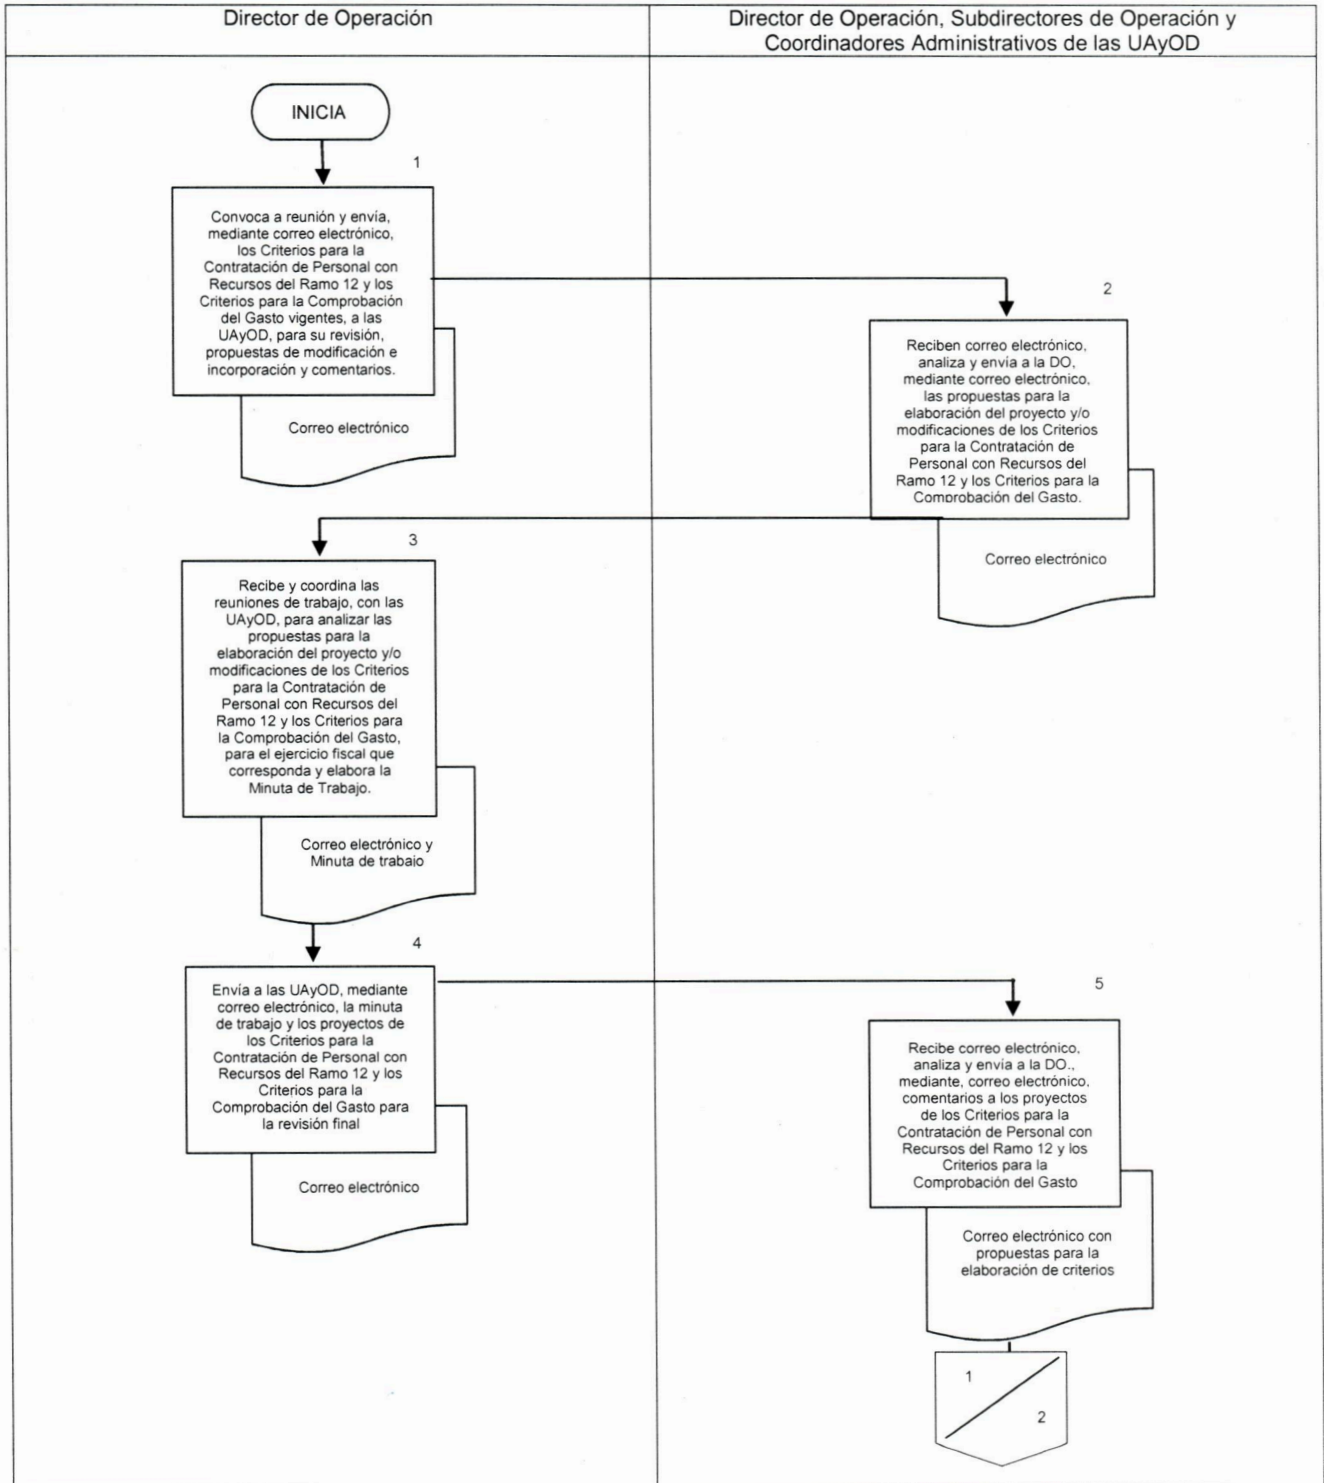 Director de Operación
Director de Operación, Subdirectores de Operación y
Coordinadores Administrativos de las UAyOD
INICIA
1
Convoca a reunión y envía,
mediante correo electrónico,
los Criterios para la
Contratación de Personal con
Recursos del Ramo 12 y los
Criterios para la Comprobación
del Gasto vigentes, a las
UAyOD, para su revisión,
propuestas de modificación e
incorporación y comentarios.
Correo electrónico
2
Reciben correo electrónico,
analiza y envía a la DO,
mediante correo electrónico,
las propuestas para la
elaboración del proyecto y/o
modificaciones de los Criterios
para la Contratación de
Personal con Recursos del
Ramo 12 y los Criterios para la
Comprobación del Gasto.
Correo electrónico
3
Recibe y coordina las
reuniones de trabajo, con las
UAyOD, para analizar las
propuestas para la
elaboración del proyecto y/o
modificaciones de los Criterios
para la Contratación de
Personal con Recursos del
Ramo 12 y los Criterios para
la Comprobación del Gasto,
para el ejercicio fiscal que
corresponda y elabora la
Minuta de Trabajo.
Correo electrónico y
Minuta de trabajo
4
Envía a las UAyOD, mediante
correo electrónico, la minuta
de trabajo y los proyectos de
los Criterios para la
Contratación de Personal con
Recursos del Ramo 12 y los
Criterios para la
Comprobación del Gasto para
la revisión final
Correo electrónico
5
Recibe correo electrónico,
analiza y envía a la DO.,
mediante, correo electrónico,
comentarios a los proyectos
de los Criterios para la
Contratación de Personal con
Recursos del Ramo 12 y los
Criterios para la
Comprobación del Gasto
Correo electrónico con
propuestas para la
elaboración de criterios
1
2